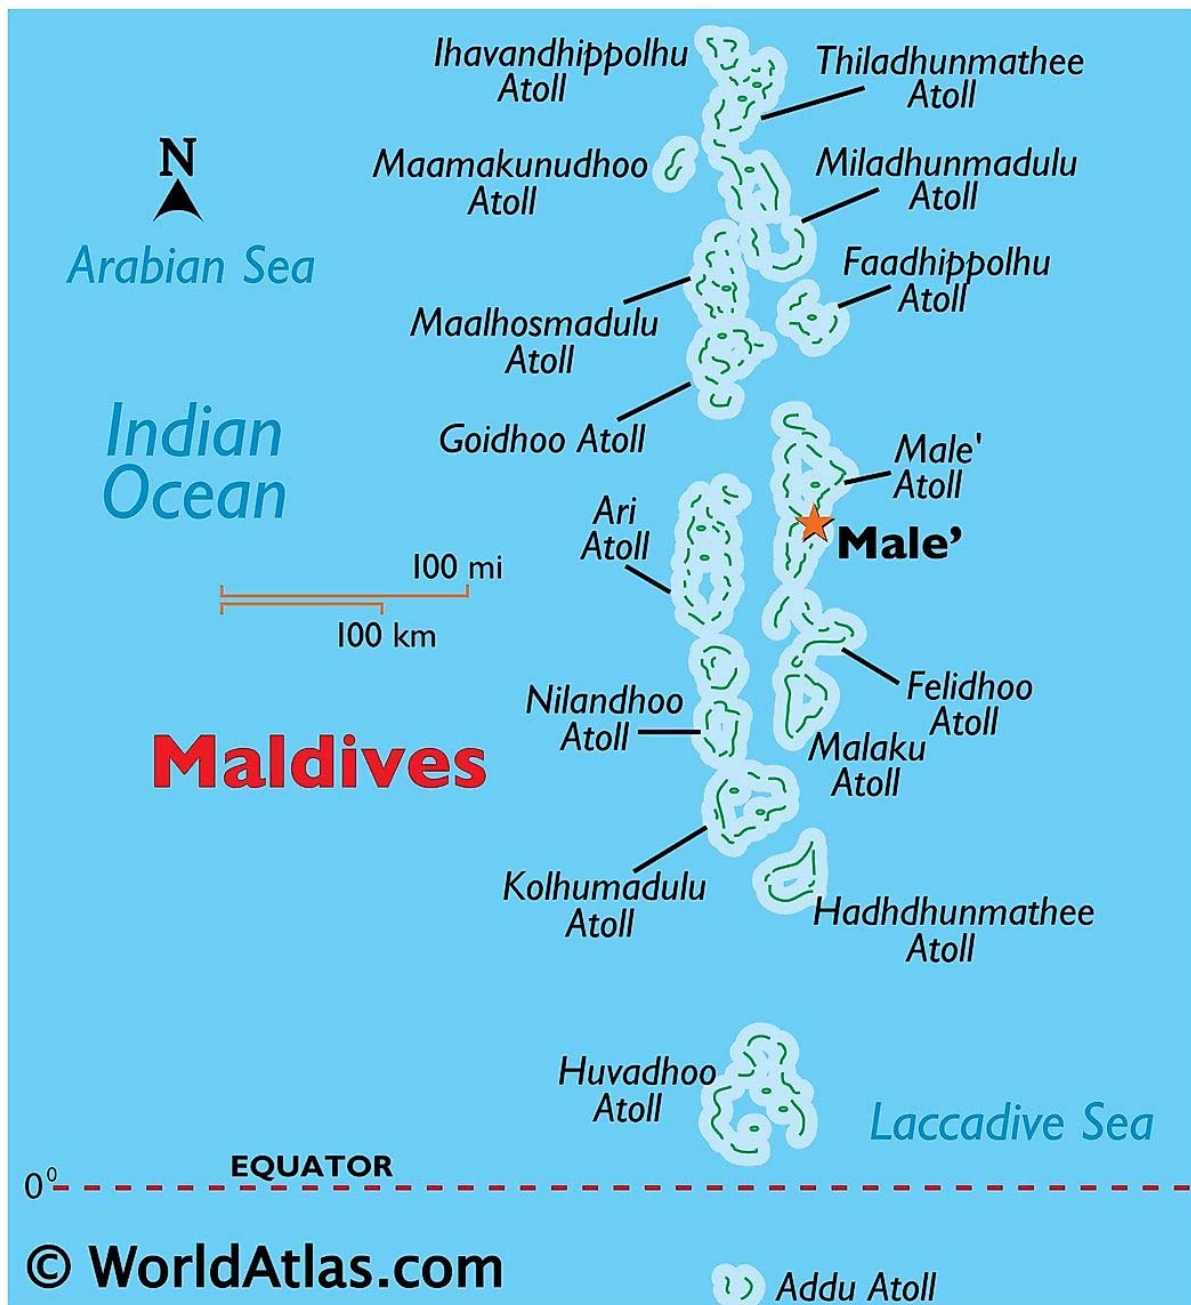 Ihavandhippolhu
Atoll
Thiladhunmathee
Atoll
N
Maamakunudhoo
Atoll
Miladhunmadulu
Atoll
Arabian Sea
Faadhippolhu
Atoll
Maalhosmadulu
Atoll
Indian
Ocean
Goidhoo Atoll
Male'
Atoll
Ari
Atoll
Male’
100 mi
100 km
Felidhoo
Atoll
Nilandhoo
Atoll
Maldives
Malaku
Atoll
Kolhumadulu
Atoll
Hadhdhunmathee
Atoll
Huvadhoo
Atoll
Laccadive Sea
EQUATOR
0⁰
© WorldAtlas.com
Addu Atoll